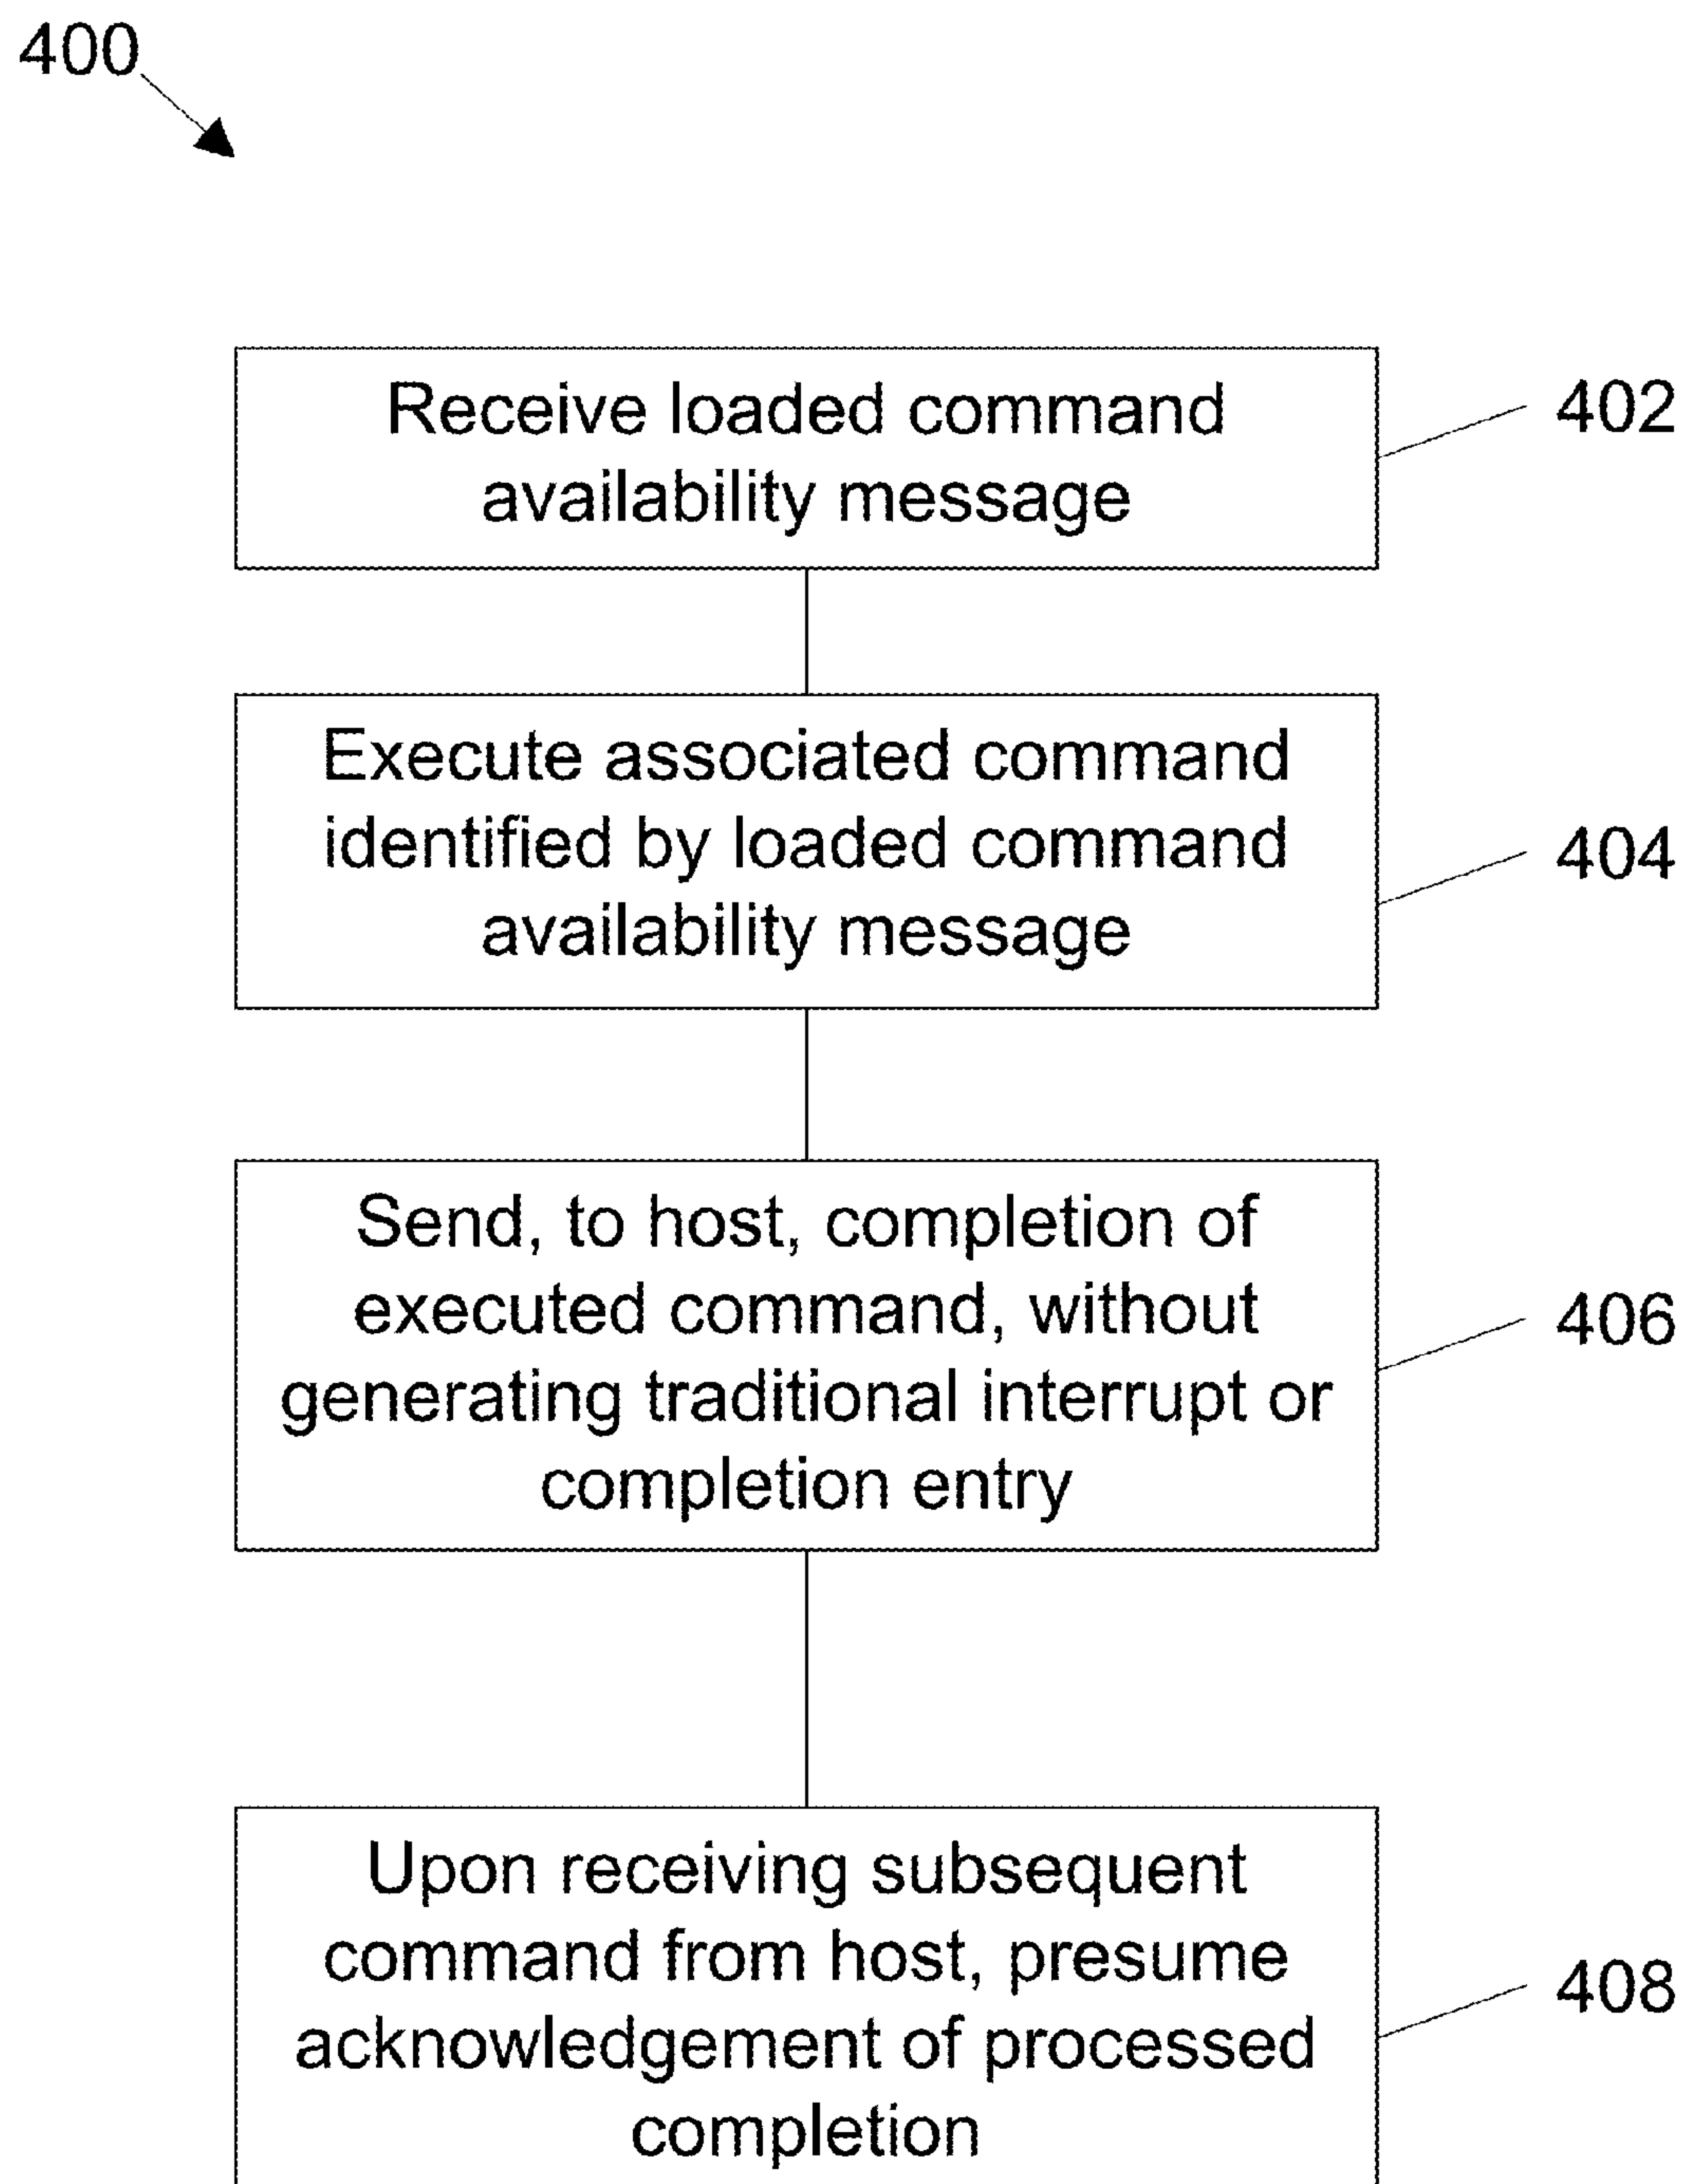 400
Receive loaded command
availability message
402
Execute associated command
identified by loaded command
availability message
404
Send, to host, completion of
executed command, without
generating traditional interrupt or
completion entry
406
Upon receiving subsequent
command from host, presume
acknowledgement of processed
completion
408